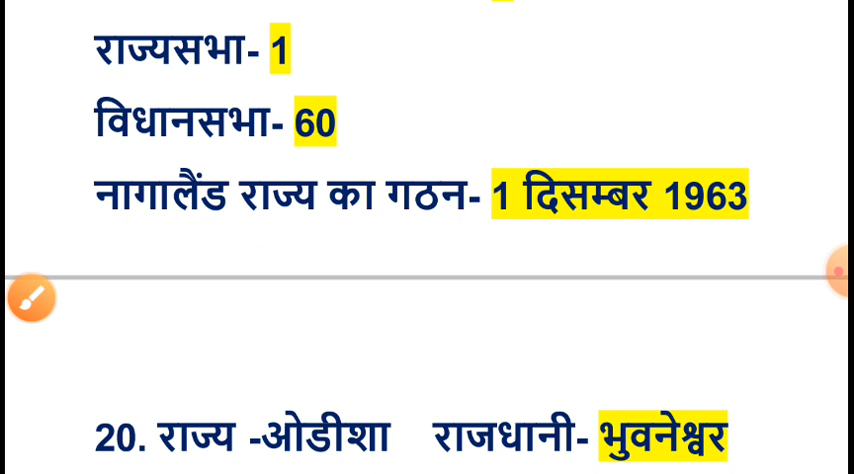 राज्यसभा- 1
विधानसभा- 60
नागालैंड राज्य का गठन- 1 दिसम्बर 1963
20. राज्य -ओडीशा राजधानी- भुवनेश्वर